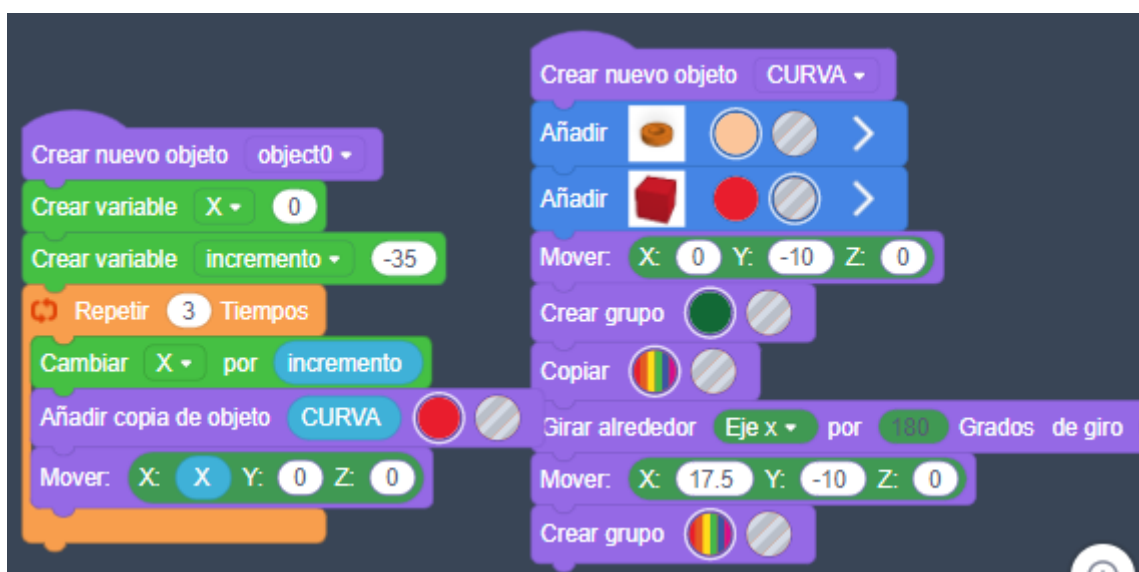 Crear nuevo objeto object0
Crear variable X 0
Crear variable incremento -35
Repetir 3 Tiempos
Cambiar X por incremento
Añadir copia de objeto CURVA
Mover: X: X Y: 0 Z: 0
Crear nuevo objeto CURVA
Añadir
Añadir
Mover: X: 0 Y: -10 Z: 0
Crear grupo
Copiar
Girar alrededor Eje x por 180 Grados de giro
Mover: X: 17.5 Y: -10 Z: 0
Crear grupo